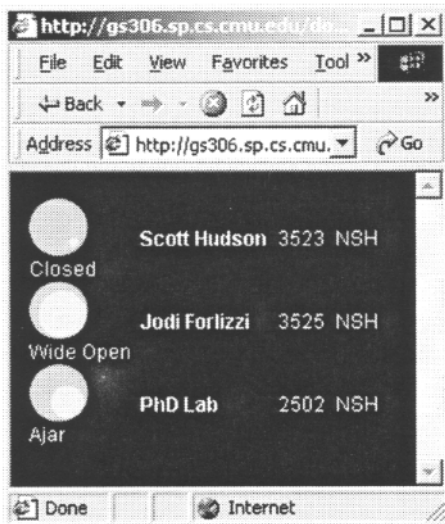 http://gs306.sp.cs.cmu.edu/do...
File Edit View Favorites Tool »
Back »
Address http://gs306.sp.cs.cmu. Go
Closed
Scott Hudson 3523 NSH
Wide Open
Jodi Forlizzi 3525 NSH
Ajar
PhD Lab 2502 NSH
Done Internet